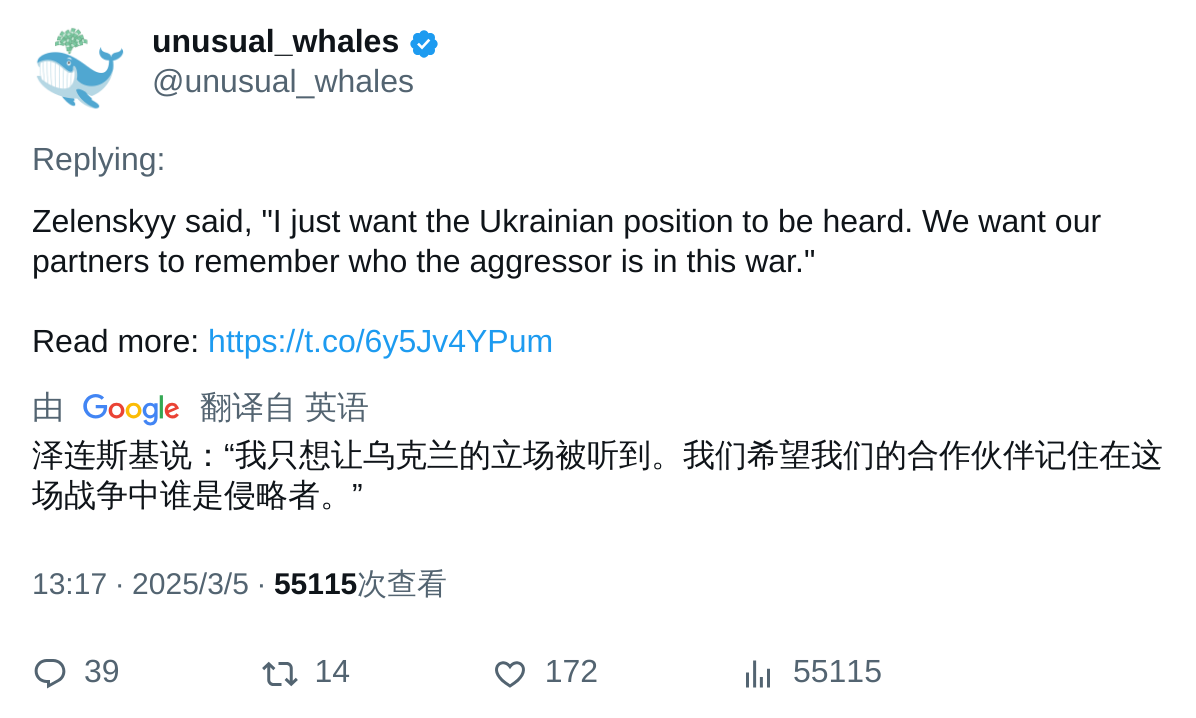 unusual_whales
@unusual_whales
Replying:
Zelenskyy said, "I just want the Ukrainian position to be heard. We want our
partners to remember who the aggressor is in this war."
Read more: https://t.co/6y5Jv4YPum
由 Google 翻译自 英语
泽连斯基说：“我只想让乌克兰的立场被听到。我们希望我们的合作伙伴记住在这
场战争中谁是侵略者。”
13:17 · 2025/3/5 · 55115次查看
39 14 172 55115